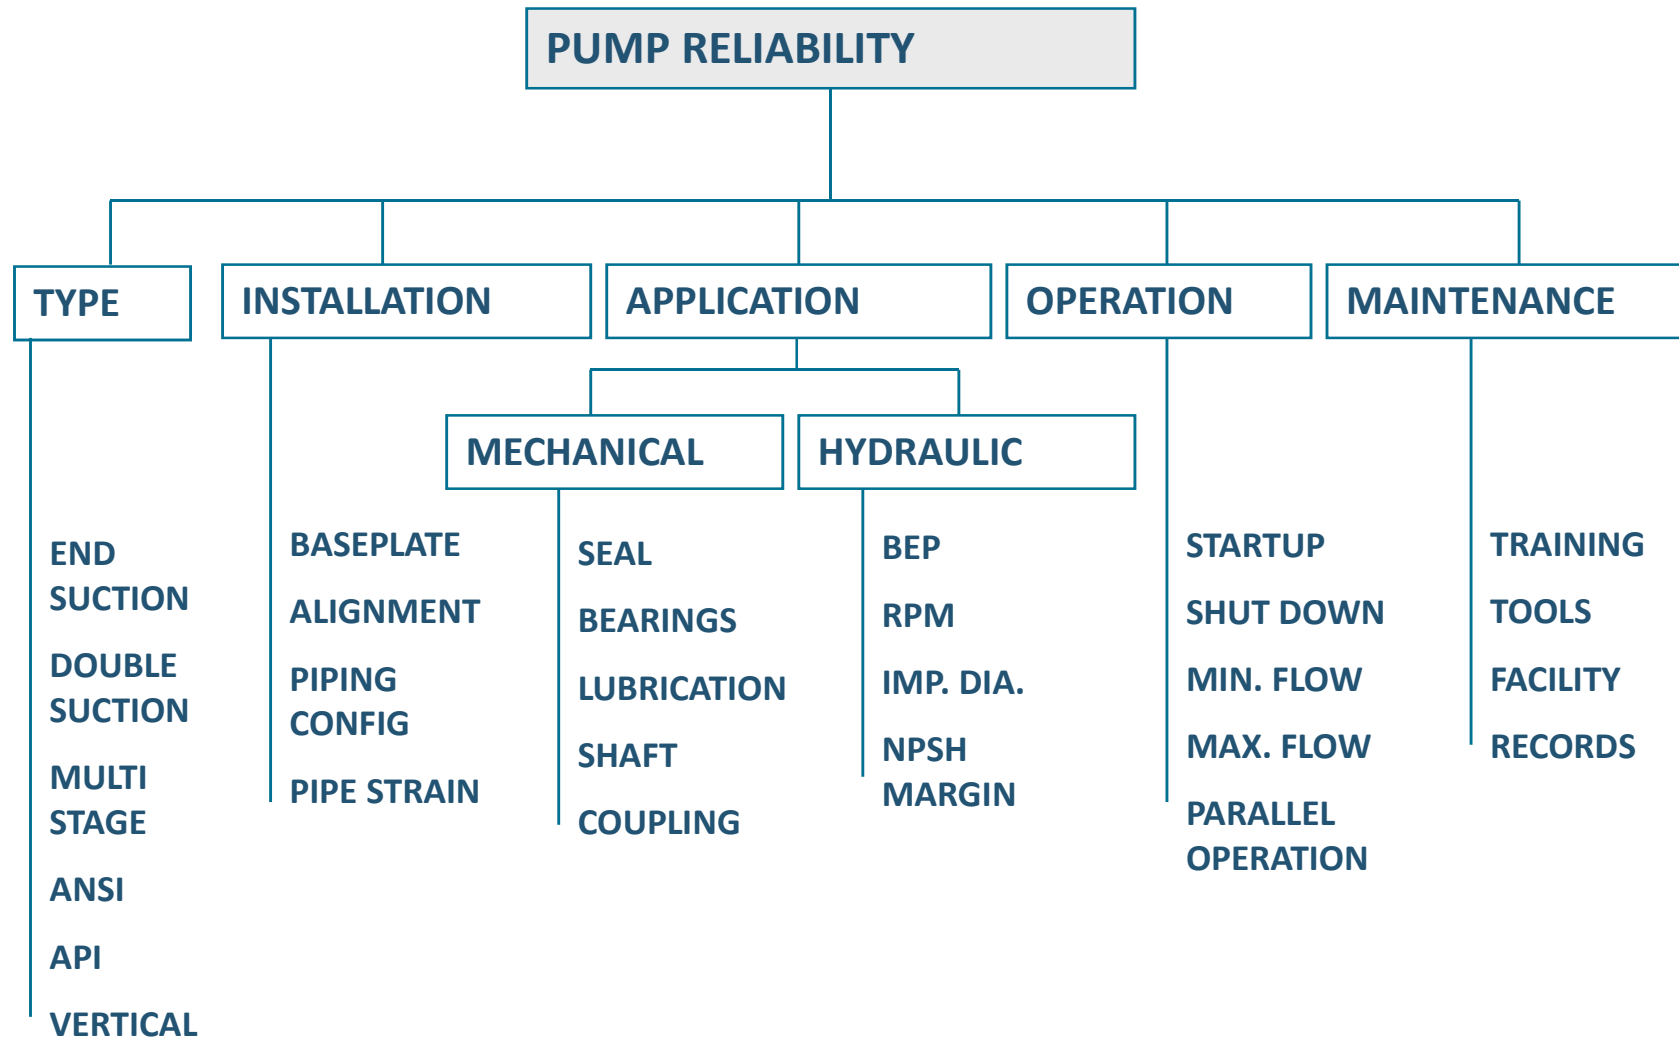 PUMP RELIABILITY
TYPE
INSTALLATION
APPLICATION
OPERATION
MAINTENANCE
MECHANICAL
HYDRAULIC
END
SUCTION
DOUBLE
SUCTION
MULTI
STAGE
ANSI
API
VERTICAL
BASEPLATE
ALIGNMENT
PIPING
CONFIG
PIPE STRAIN
SEAL
BEARINGS
LUBRICATION
SHAFT
COUPLING
BEP
RPM
IMP. DIA.
NPSH
MARGIN
STARTUP
SHUT DOWN
MIN. FLOW
MAX. FLOW
PARALLEL
OPERATION
TRAINING
TOOLS
FACILITY
RECORDS